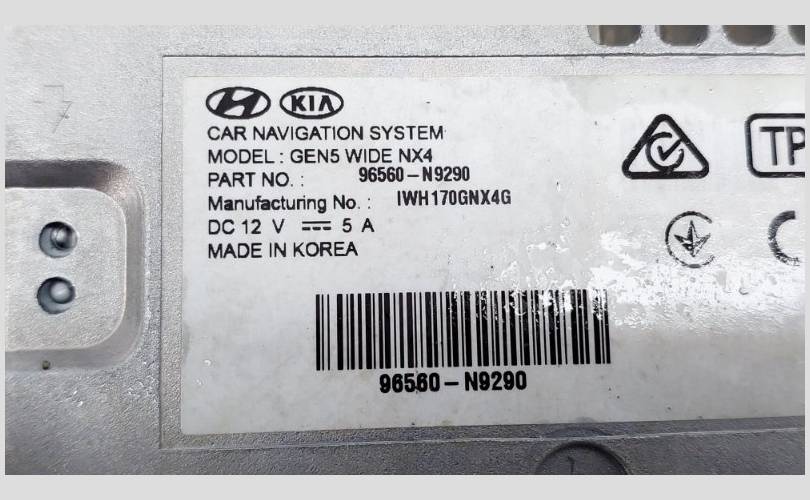 KIA
CAR NAVIGATION SYSTEM
MODEL : GEN5 WIDE NX4
PART NO. : 96560-N9290
Manufacturing No. : IWH170GNX4G
DC 12 V ⎓ 5 A
MADE IN KOREA
TP
96560-N9290